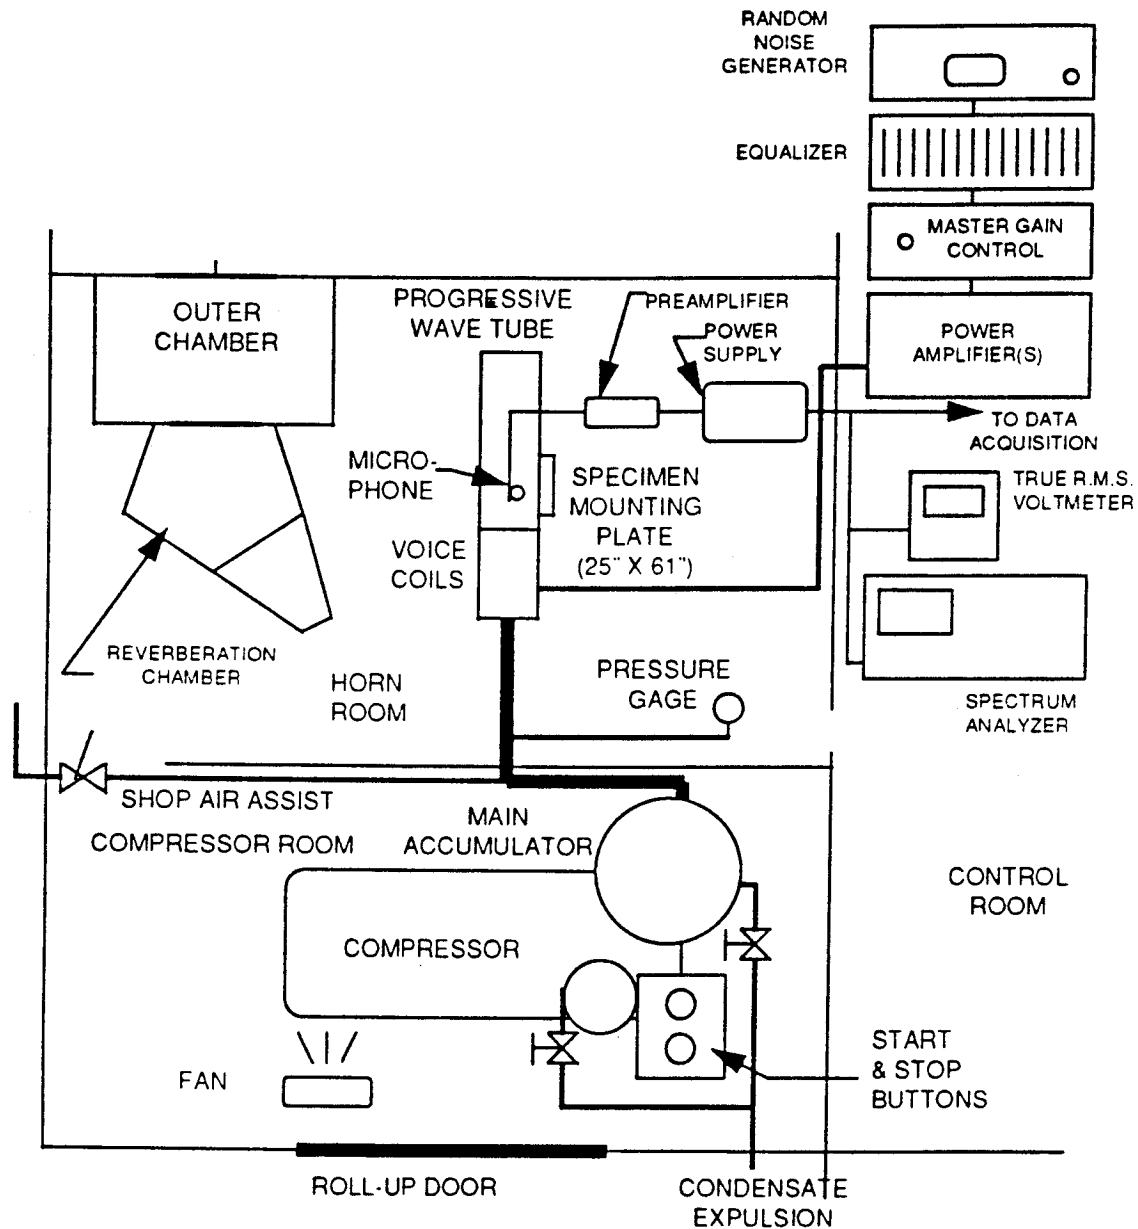 RANDOM
NOISE
GENERATOR
EQUALIZER
MASTER GAIN
CONTROL
POWER
AMPLIFIER(S)
OUTER
CHAMBER
PROGRESSIVE
WAVE TUBE
PREAMPLIFIER
POWER
SUPPLY
TO DATA
ACQUISITION
MICRO-
PHONE
SPECIMEN
MOUNTING
PLATE
(25" X 61")
TRUE R.M.S.
VOLTMETER
VOICE
COILS
REVERBERATION
CHAMBER
HORN
ROOM
PRESSURE
GAGE
SPECTRUM
ANALYZER
SHOP AIR ASSIST
COMPRESSOR ROOM
MAIN
ACCUMULATOR
CONTROL
ROOM
COMPRESSOR
START
& STOP
BUTTONS
FAN
ROLL-UP DOOR
CONDENSATE
EXPULSION